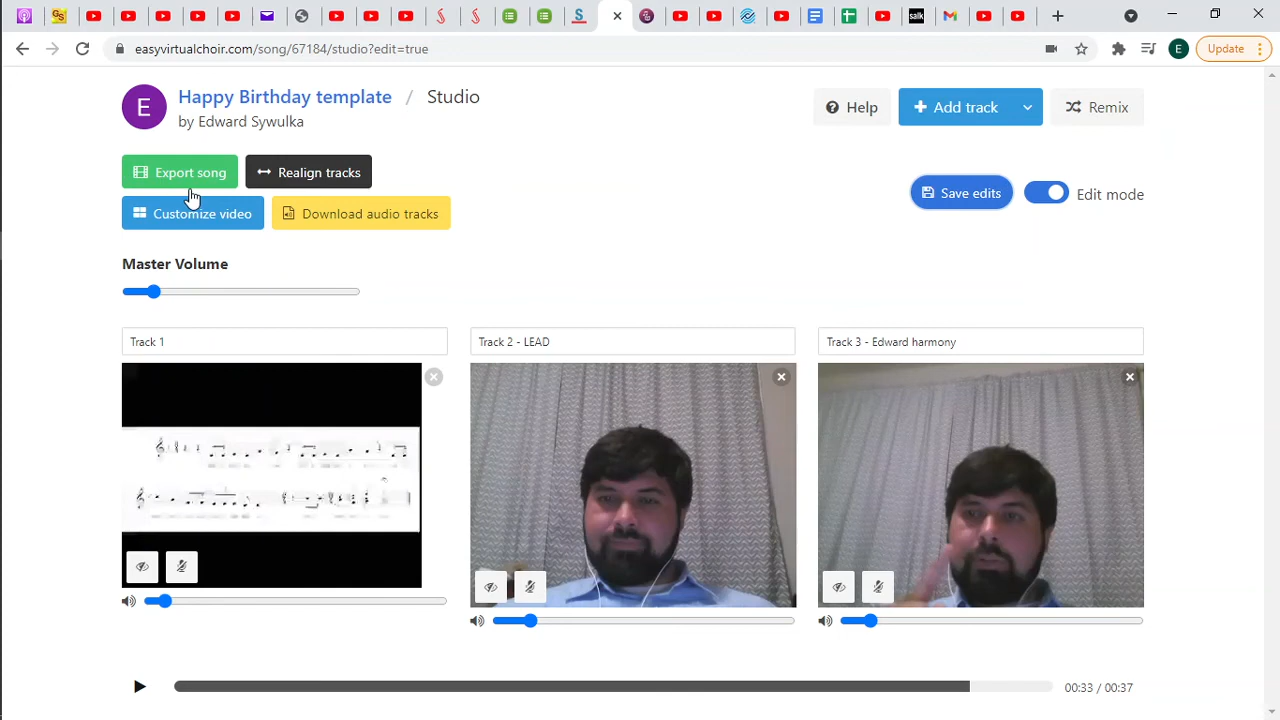 salk
E
Update
easyvirtualchoir.com/song/67184/studio?edit=true
E
Happy Birthday template / Studio
by Edward Sywulka
Help
Add track
Remix
Export song
Realign tracks
Save edits
Edit mode
Customize video
Download audio tracks
Master Volume
Track 1
Track 2 - LEAD
Track 3 - Edward harmony
00:33 / 00:37